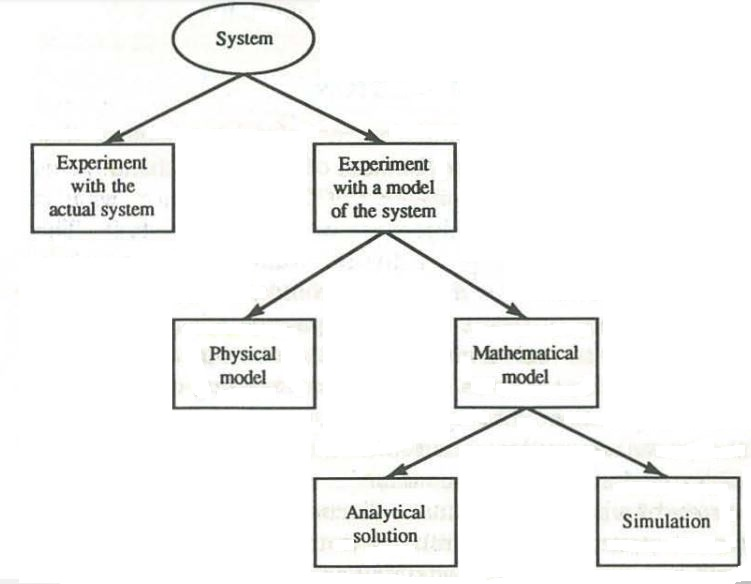 System
Experiment
with the
actual system
Experiment
with a model
of the system
Physical
model
Mathematical
model
Analytical
solution
Simulation